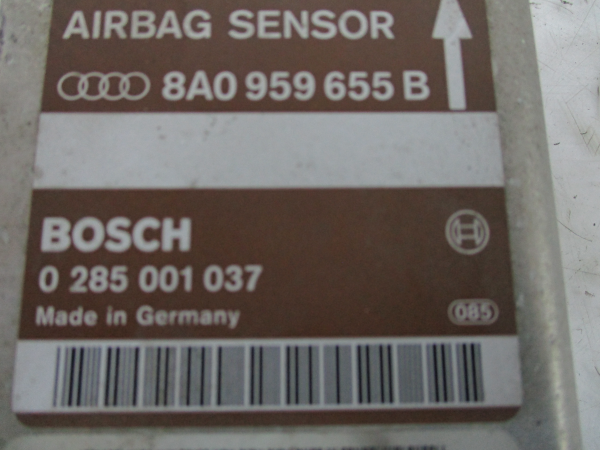 AIRBAG SENSOR
8A0 959 655 B
BOSCH
0 285 001 037
Made in Germany 085